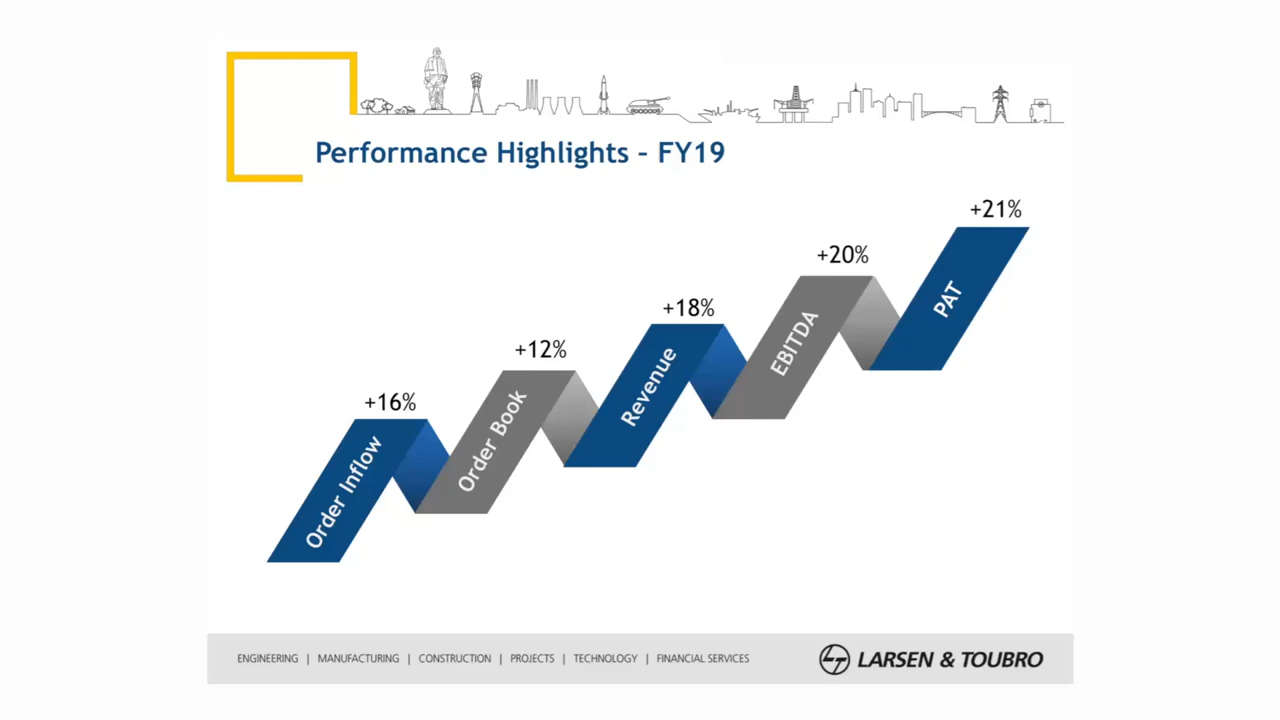 Performance Highlights – FY19
+16%
Order Inflow
+12%
Order Book
+18%
Revenue
+20%
EBITDA
+21%
PAT
ENGINEERING | MANUFACTURING | CONSTRUCTION | PROJECTS | TECHNOLOGY | FINANCIAL SERVICES
LARSEN & TOUBRO